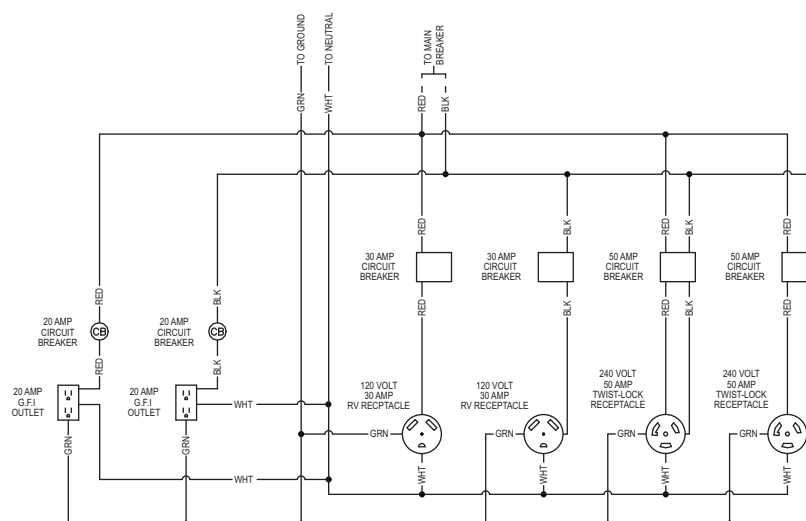 TO GROUND
TO NEUTRAL
TO MAIN
BREAKER
GRN
WHT
RED
BLK
RED
BLK
RED
BLK
RED
30 AMP
CIRCUIT
BREAKER
30 AMP
CIRCUIT
BREAKER
50 AMP
CIRCUIT
BREAKER
50 AMP
CIRCUIT
BREAKER
RED
BLK
RED
BLK
RED
BLK
RED
20 AMP
CIRCUIT
BREAKER
CB
20 AMP
CIRCUIT
BREAKER
CB
RED
BLK
20 AMP
G.F.I
OUTLET
20 AMP
G.F.I
OUTLET
WHT
120 VOLT
30 AMP
RV RECPTACLE
120 VOLT
30 AMP
RV RECEPTACLE
240 VOLT
50 AMP
TWIST-LOCK
RECEPTACLE
240 VOLT
50 AMP
TWIST-LOCK
RECEPTACLE
GRN
GRN
GRN
GRN
GRN
GRN
WHT
WHT
WHT
WHT
WHT